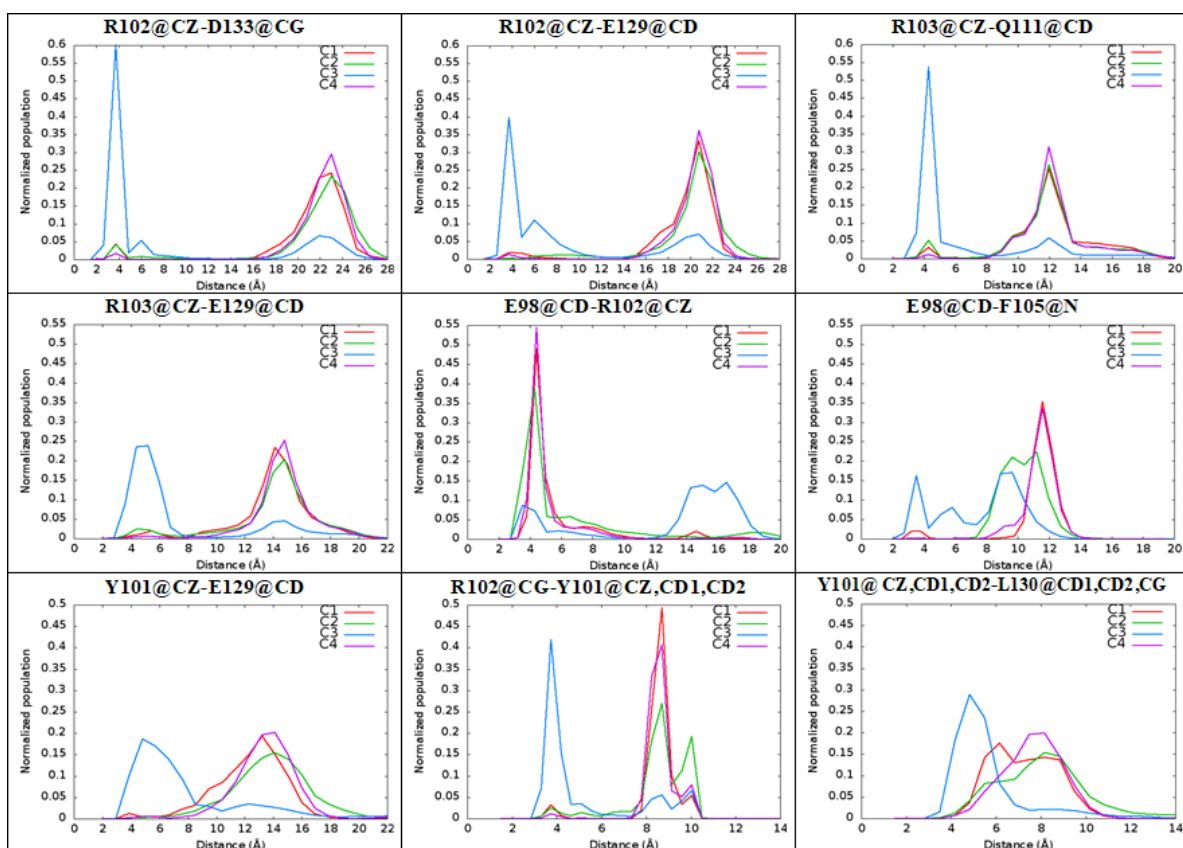 R102@CZ-D133@CG
Normalized population
0.6
0.55
0.5
0.45
0.4
0.35
0.3
0.25
0.2
0.15
0.1
0.05
0
C1
C2
C3
C4
0 2 4 6 8 10 12 14 16 18 20 22 24 26 28
Distance (Å)
R102@CZ-E129@CD
Normalized population
0.6
0.55
0.5
0.45
0.4
0.35
0.3
0.25
0.2
0.15
0.1
0.05
0
C1
C2
C3
C4
0 2 4 6 8 10 12 14 16 18 20 22 24 26 28
Distance (Å)
R103@CZ-Q111@CD
Normalized population
0.6
0.55
0.5
0.45
0.4
0.35
0.3
0.25
0.2
0.15
0.1
0.05
0
C1
C2
C3
C4
0 2 4 6 8 10 12 14 16 18 20
Distance (Å)
R103@CZ-E129@CD
Normalized population
0.55
0.5
0.45
0.4
0.35
0.3
0.25
0.2
0.15
0.1
0.05
0
C1
C2
C3
C4
0 2 4 6 8 10 12 14 16 18 20 22
Distance (Å)
E98@CD-R102@CZ
Normalized population
0.55
0.5
0.45
0.4
0.35
0.3
0.25
0.2
0.15
0.1
0.05
0
C1
C2
C3
C4
0 2 4 6 8 10 12 14 16 18 20
Distance (Å)
E98@CD-F105@N
Normalized population
0.55
0.5
0.45
0.4
0.35
0.3
0.25
0.2
0.15
0.1
0.05
0
C1
C2
C3
C4
0 2 4 6 8 10 12 14 16 18 20
Distance (Å)
Y101@CZ-E129@CD
Normalized population
0.5
0.45
0.4
0.35
0.3
0.25
0.2
0.15
0.1
0.05
0
C1
C2
C3
C4
0 2 4 6 8 10 12 14 16 18 20 22
Distance (Å)
R102@CG-Y101@CZ,CD1,CD2
Normalized population
0.5
0.45
0.4
0.35
0.3
0.25
0.2
0.15
0.1
0.05
0
C1
C2
C3
C4
0 2 4 6 8 10 12 14
Distance (Å)
Y101@CZ,CD1,CD2-L130@CD1,CD2,CG
Normalized population
0.5
0.45
0.4
0.35
0.3
0.25
0.2
0.15
0.1
0.05
0
C1
C2
C3
C4
0 2 4 6 8 10 12 14
Distance (Å)